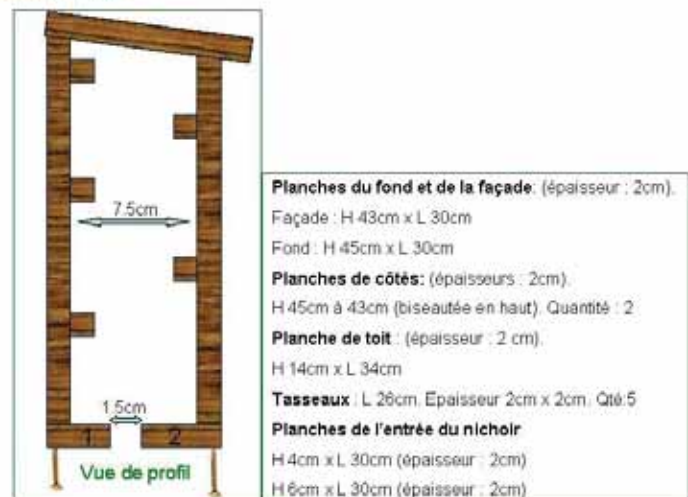 7.5cm
1.5cm
1
2
Vue de profil
Planches du fond et de la façade: (épaisseur : 2cm).
Façade : H 43cm x L 30cm
Fond : H 45cm x L 30cm
Planches de côtés: (épaisseurs : 2cm).
H 45cm à 43cm (biseautée en haut). Quantité : 2
Planche de toit : (épaisseur : 2 cm).
H 14cm x L 34cm
Tasseaux : L 26cm. Epaisseur 2cm x 2cm. Qté:5
Planches de l'entrée du nichoir
H 4cm x L 30cm (épaisseur : 2cm)
H 6cm x L 30cm (épaisseur : 2cm)